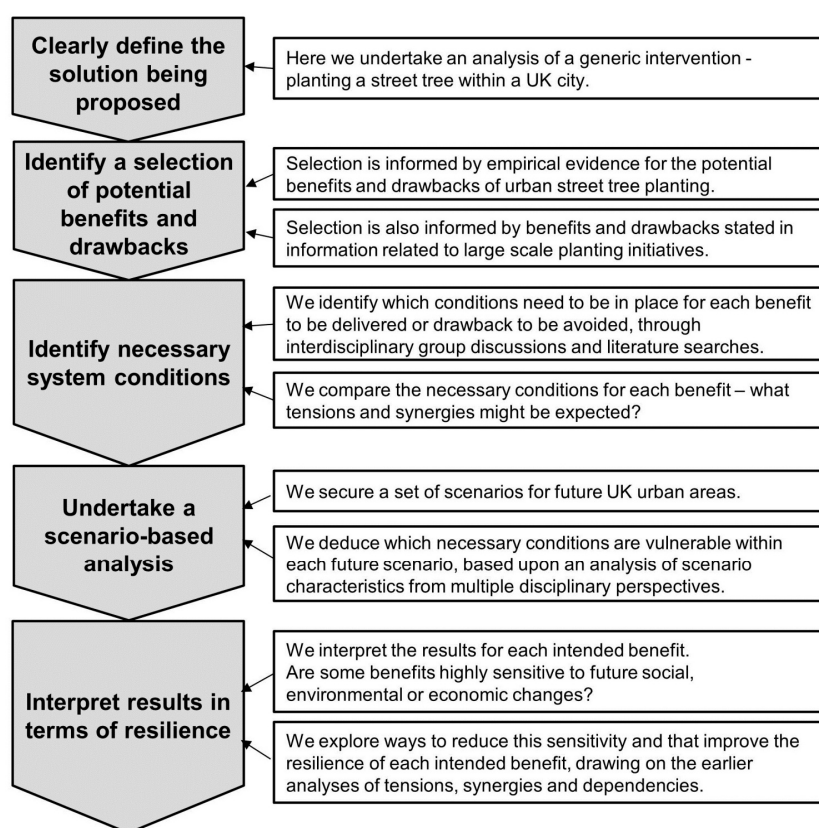 Clearly define the
solution being
proposed
Here we undertake an analysis of a generic intervention -
planting a street tree within a UK city.
Identify a selection
of potential
benefits and
drawbacks
Selection is informed by empirical evidence for the potential
benefits and drawbacks of urban street tree planting.
Selection is also informed by benefits and drawbacks stated in
information related to large scale planting initiatives.
Identify necessary
system conditions
We identify which conditions need to be in place for each benefit
to be delivered or drawback to be avoided, through
interdisciplinary group discussions and literature searches.
We compare the necessary conditions for each benefit – what
tensions and synergies might be expected?
Undertake a
scenario-based
analysis
We secure a set of scenarios for future UK urban areas.
We deduce which necessary conditions are vulnerable within
each future scenario, based upon an analysis of scenario
characteristics from multiple disciplinary perspectives.
Interpret results in
terms of resilience
We interpret the results for each intended benefit.
Are some benefits highly sensitive to future social,
environmental or economic changes?
We explore ways to reduce this sensitivity and that improve the
resilience of each intended benefit, drawing on the earlier
analyses of tensions, synergies and dependencies.